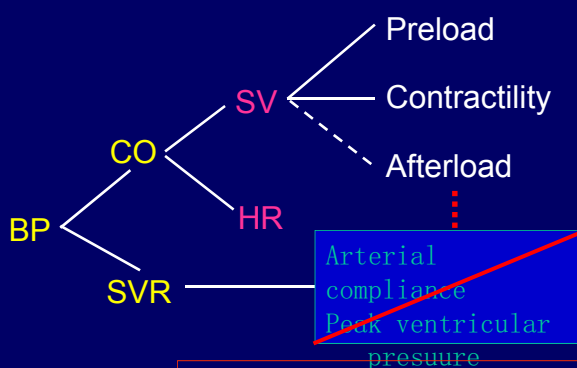 Preload
SV
Contractility
CO
Afterload
HR
BP
SVR
Arterial
compliance
Peak ventricular
presuure